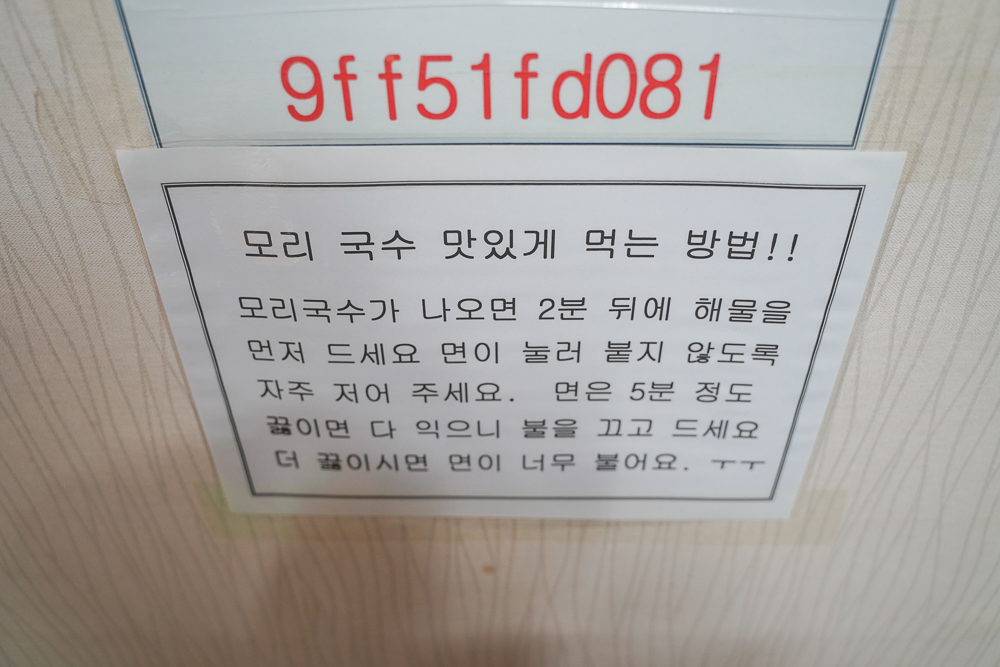 9ff51fd081
모리 국수 맛있게 먹는 방법!!
모리국수가 나오면 2분 뒤에 해물을
먼저 드세요 면이 눌러 붙지 않도록
자주 저어 주세요. 면은 5분 정도
끓이면 다 익으니 불을 끄고 드세요
더 끓이시면 면이 너무 불어요. ㅜㅜ